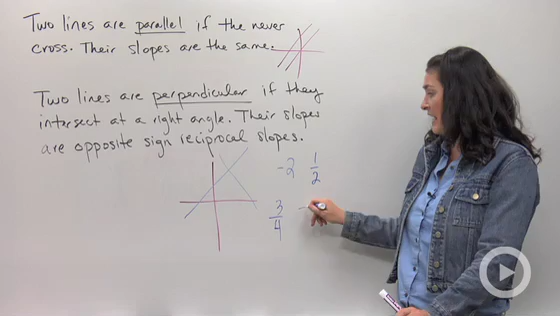 Two lines are parallel if the never
cross. Their slopes are the same.
Two lines are perpendicular if they
intersect at a right angle. Their slopes
are opposite sign reciprocal slopes.
-2 1/2
3/4 -